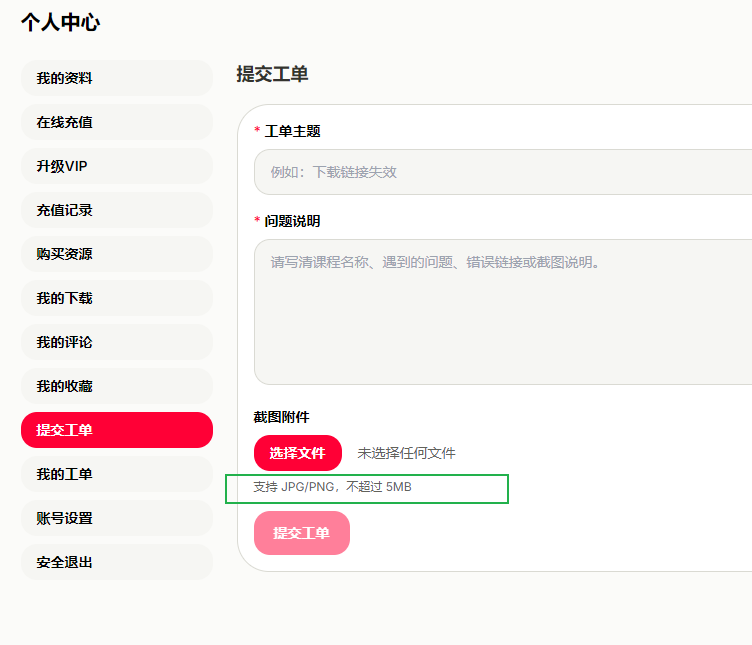 个人中心
我的资料
在线充值
升级VIP
充值记录
购买资源
我的下载
我的评论
我的收藏
提交工单
我的工单
账号设置
安全退出
提交工单
* 工单主题
例如：下载链接失效
* 问题说明
请写清课程名称、遇到的问题、错误链接或截图说明。
截图附件
选择文件 未选择任何文件
支持 JPG/PNG，不超过 5MB
提交工单